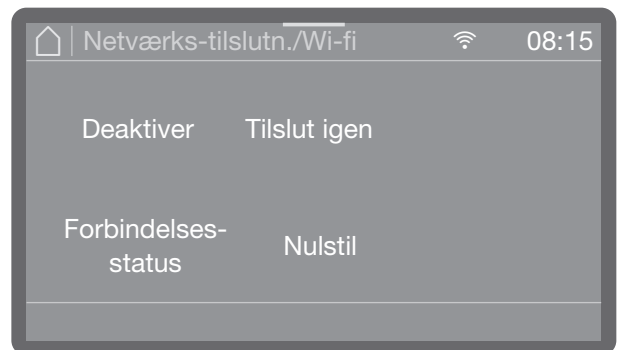 Netværks-tilslutn./Wi-fi 08:15
Deaktiver Tilslut igen
Forbindelses-
status
Nulstil